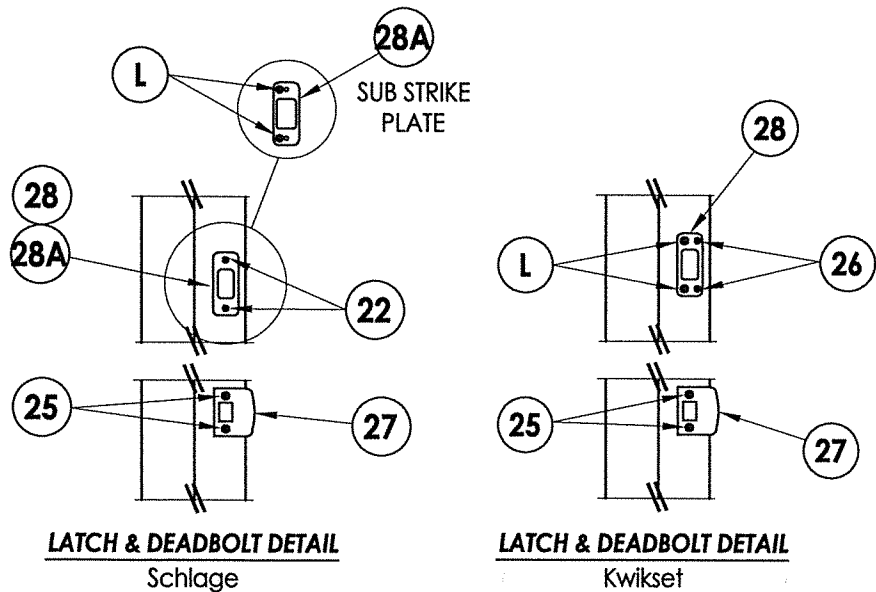 28A
L
SUB STRIKE
PLATE
28
28A
22
25
27
LATCH & DEADBOLT DETAIL
Schlage
28
L
26
25
27
LATCH & DEADBOLT DETAIL
Kwikset